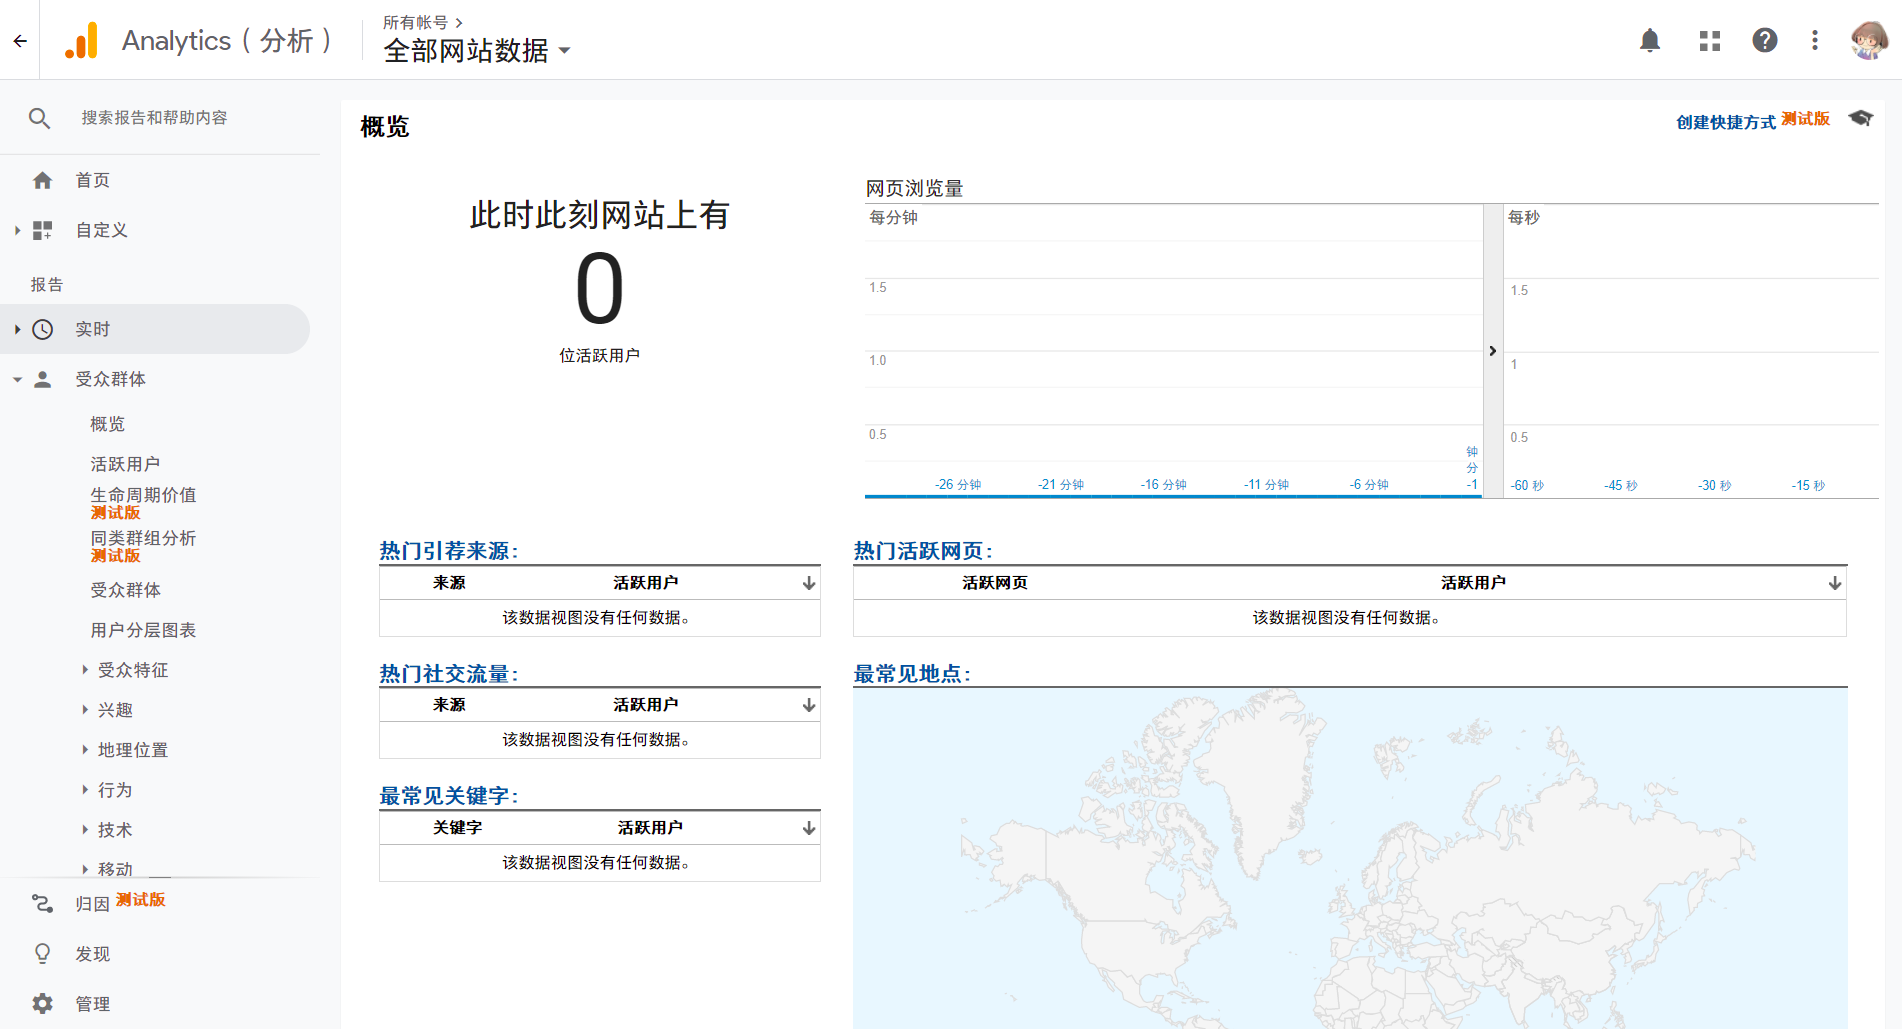 Analytics（分析）
所有帐号
全部网站数据
搜索报告和帮助内容
首页
自定义
报告
实时
受众群体
概览
活跃用户
生命周期价值
测试版
同类群组分析
测试版
受众群体
用户分层图表
受众特征
兴趣
地理位置
行为
技术
移动
归因 测试版
发现
管理
概览
创建快捷方式 测试版
此时此刻网站上有
0
位活跃用户
网页浏览量
每分钟
1.5
1.0
0.5
-26 分钟
-21 分钟
-16 分钟
-11 分钟
-6 分钟
钟
分
-1
每秒
1.5
1
0.5
-60 秒
-45 秒
-30 秒
-15 秒
热门引荐来源：
来源 活跃用户
该数据视图没有任何数据。
热门活跃网页：
活跃网页 活跃用户
该数据视图没有任何数据。
热门社交流量：
来源 活跃用户
该数据视图没有任何数据。
最常见地点：
最常见关键字：
关键字 活跃用户
该数据视图没有任何数据。